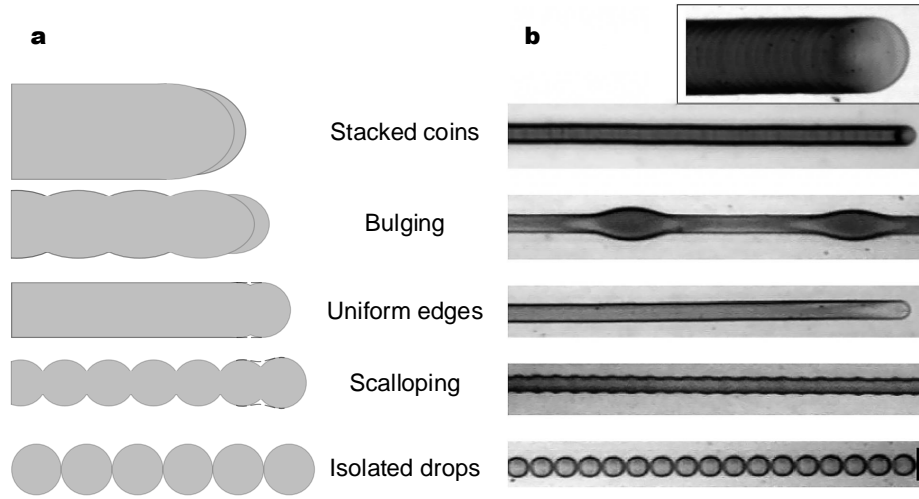 a
b
Stacked coins
Bulging
Uniform edges
Scalloping
Isolated drops